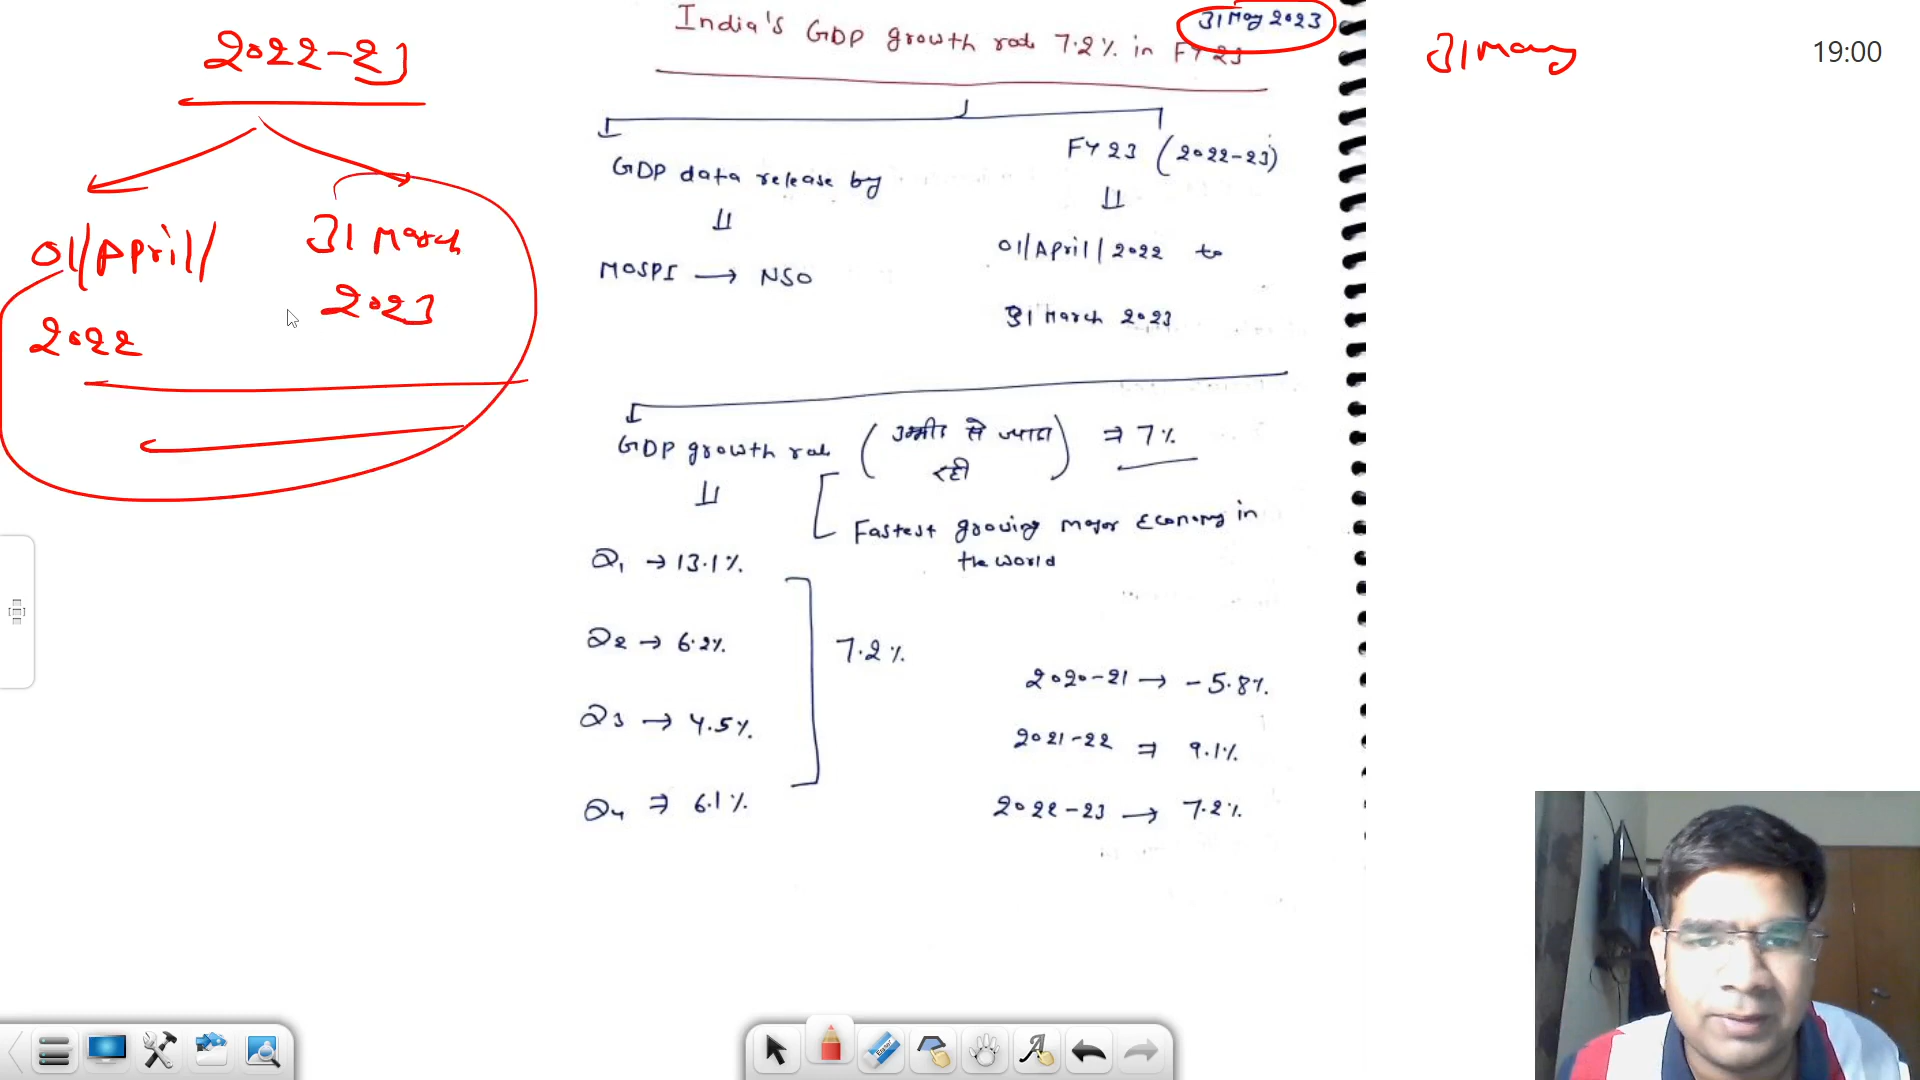 2022-23
01/April/
2022
31 March
2023
31 May 2023
India's GDP growth rate 7.2% in FY23
GDP data release by
MOSPI → NSO
FY 23 (2022-23)
01/April/2022 to
31 March 2023
GDP growth rate (उम्मीद से ज्यादा
रही) ⇒ 7%
Fastest growing major Economy in
the world
Q1 → 13.1%
Q2 → 6.2%
Q3 → 4.5%
Q4 ⇒ 6.1%
7.2%
2020-21 → -5.8%
2021-22 ⇒ 9.1%
2022-23 → 7.2%
31 May
19:00